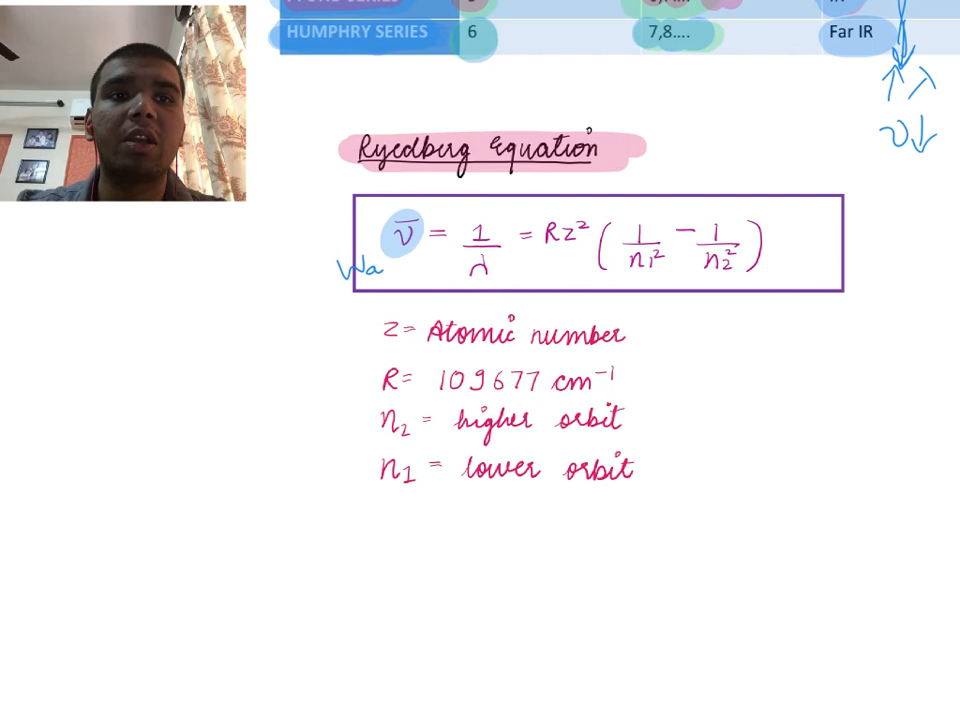 HUMPHRY SERIES 6 7,8.... Far IR
↑ λ
ν ↓
Ryedberg Equation
ν̅ = 1/λ = Rz² (1/n₁² − 1/n₂²)
Wa
z = Atomic number
R = 109677 cm⁻¹
n₂ = higher orbit
n₁ = lower orbit